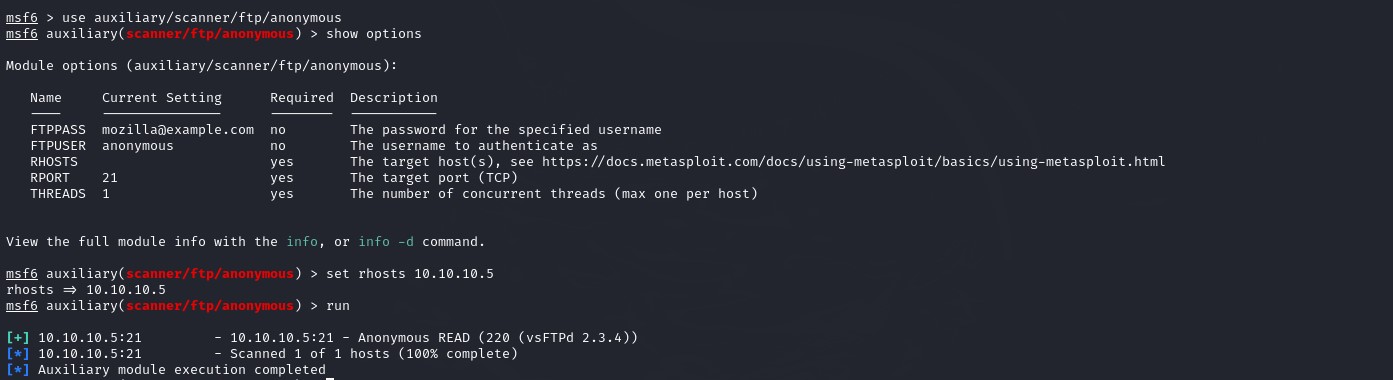 msf6 > use auxiliary/scanner/ftp/anonymous
msf6 auxiliary(scanner/ftp/anonymous) > show options
Module options (auxiliary/scanner/ftp/anonymous):
Name Current Setting Required Description
FTPPASS mozilla@example.com no The password for the specified username
FTPUSER anonymous no The username to authenticate as
RHOSTS yes The target host(s), see https://docs.metasploit.com/docs/using-metasploit/basics/using-metasploit.html
RPORT 21 yes The target port (TCP)
THREADS 1 yes The number of concurrent threads (max one per host)
View the full module info with the info, or info -d command.
msf6 auxiliary(scanner/ftp/anonymous) > set rhosts 10.10.10.5
rhosts => 10.10.10.5
msf6 auxiliary(scanner/ftp/anonymous) > run
[+] 10.10.10.5:21 - 10.10.10.5:21 - Anonymous READ (220 (vsFTPd 2.3.4))
[*] 10.10.10.5:21 - Scanned 1 of 1 hosts (100% complete)
[*] Auxiliary module execution completed